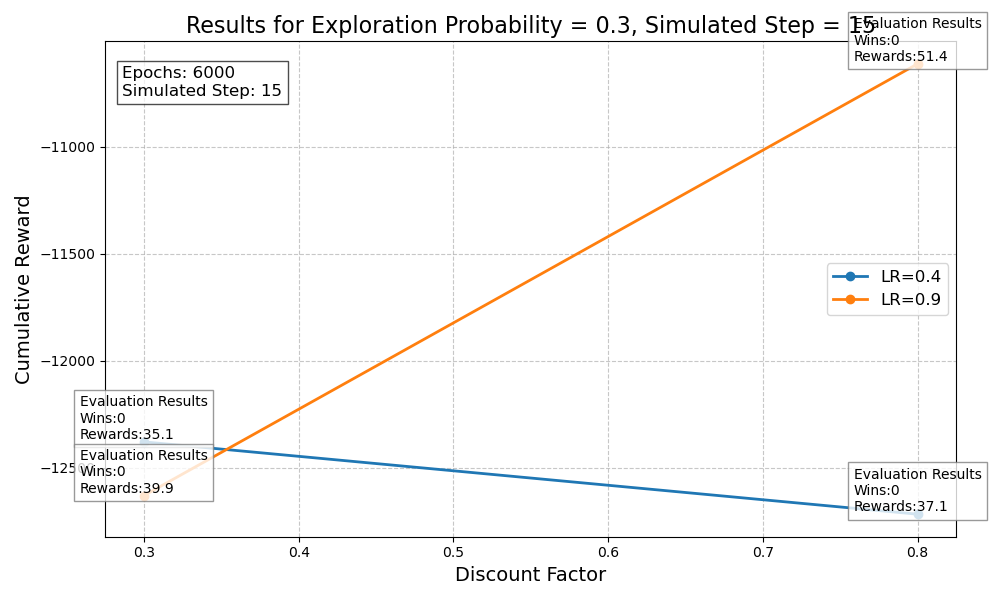 Results for Exploration Probability = 0.3, Simulated Step = 15
Evaluation Results
Wins:0
Rewards:51.4
Epochs: 6000
Simulated Step: 15
−11000
−11500
−12000
Cumulative Reward
LR=0.4
LR=0.9
Evaluation Results
Wins:0
Rewards:35.1
Evaluation Results
Wins:0
Rewards:39.9
Evaluation Results
Wins:0
Rewards:37.1
0.3
0.4
0.5
0.6
0.7
0.8
Discount Factor